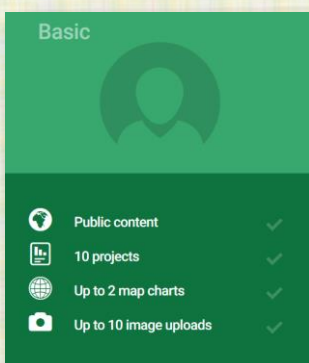 Basic
Public content
10 projects
Up to 2 map charts
Up to 10 image uploads